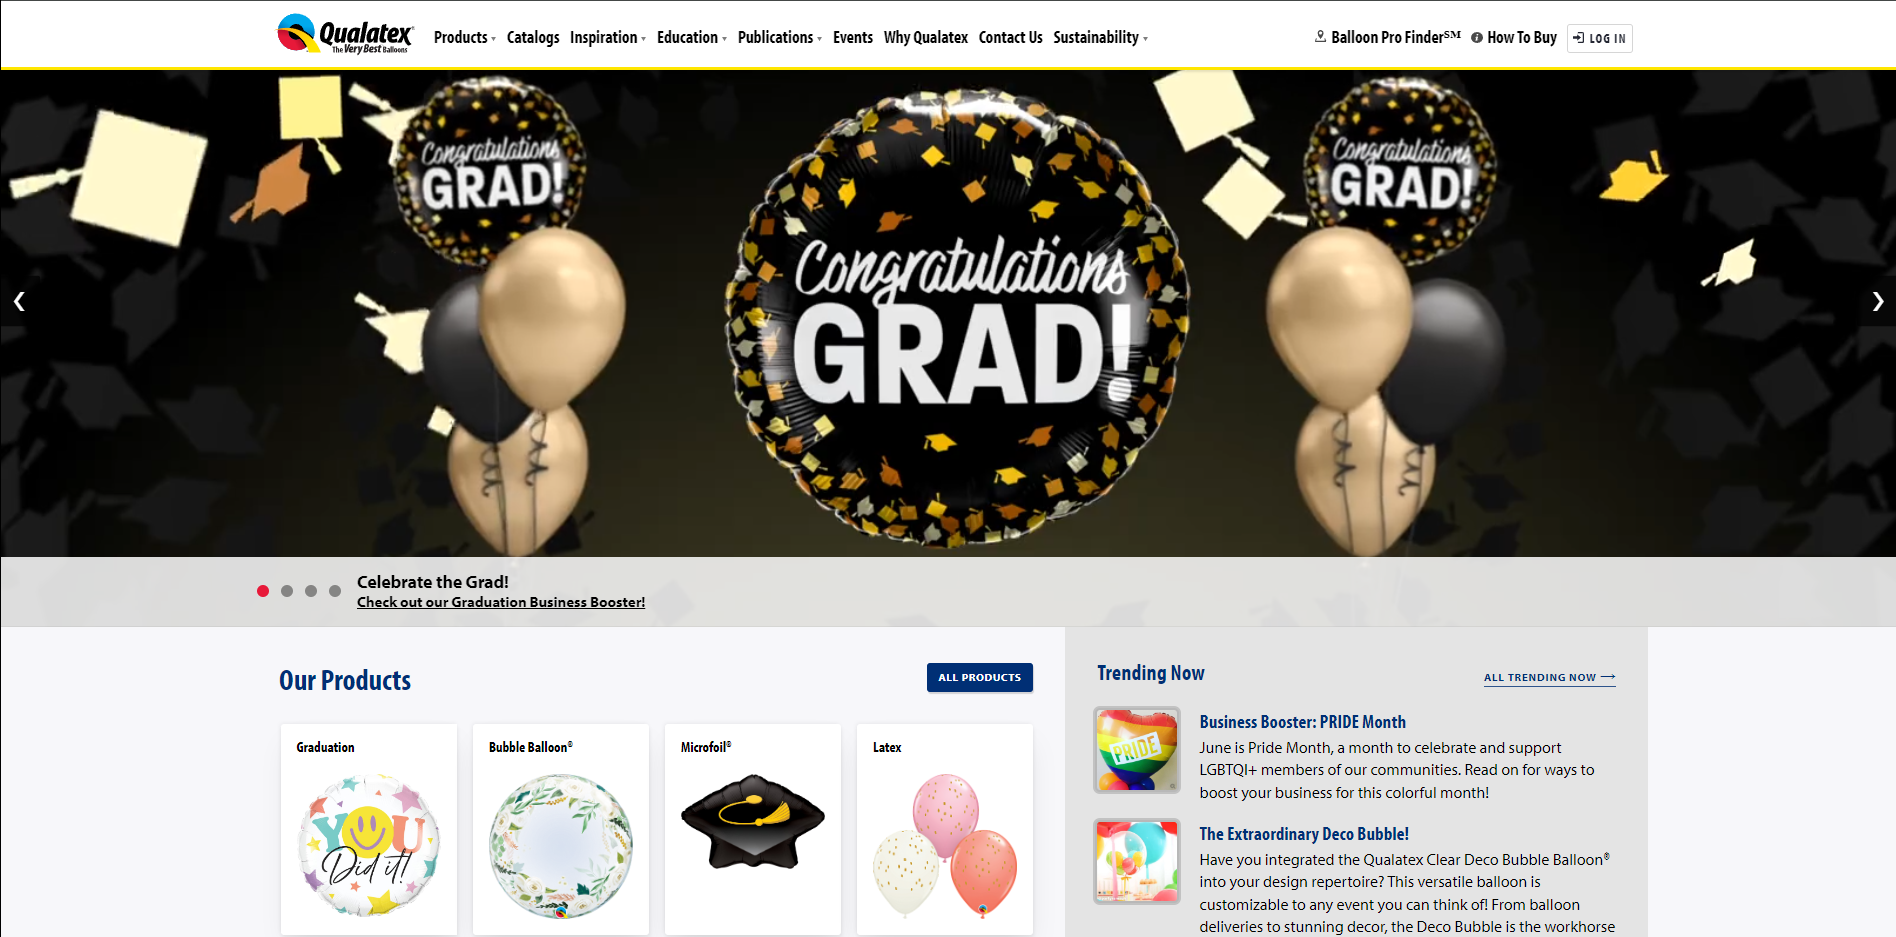 Qualatex®
The Very Best Balloons
Products
Catalogs
Inspiration
Education
Publications
Events
Why Qualatex
Contact Us
Sustainability
Balloon Pro Finder℠
How To Buy
LOG IN
Congratulations
GRAD!
Congratulations
GRAD!
Congratulations
GRAD!
Celebrate the Grad!
Check out our Graduation Business Booster!
Our Products
ALL PRODUCTS
Graduation
YOU
Did it!
Bubble Balloon®
Microfoil®
Latex
Trending Now
ALL TRENDING NOW →
PRIDE
Business Booster: PRIDE Month
June is Pride Month, a month to celebrate and support
LGBTQI+ members of our communities. Read on for ways to
boost your business for this colorful month!
The Extraordinary Deco Bubble!
Have you integrated the Qualatex Clear Deco Bubble Balloon®
into your design repertoire? This versatile balloon is
customizable to any event you can think of! From balloon
deliveries to stunning decor, the Deco Bubble is the workhorse